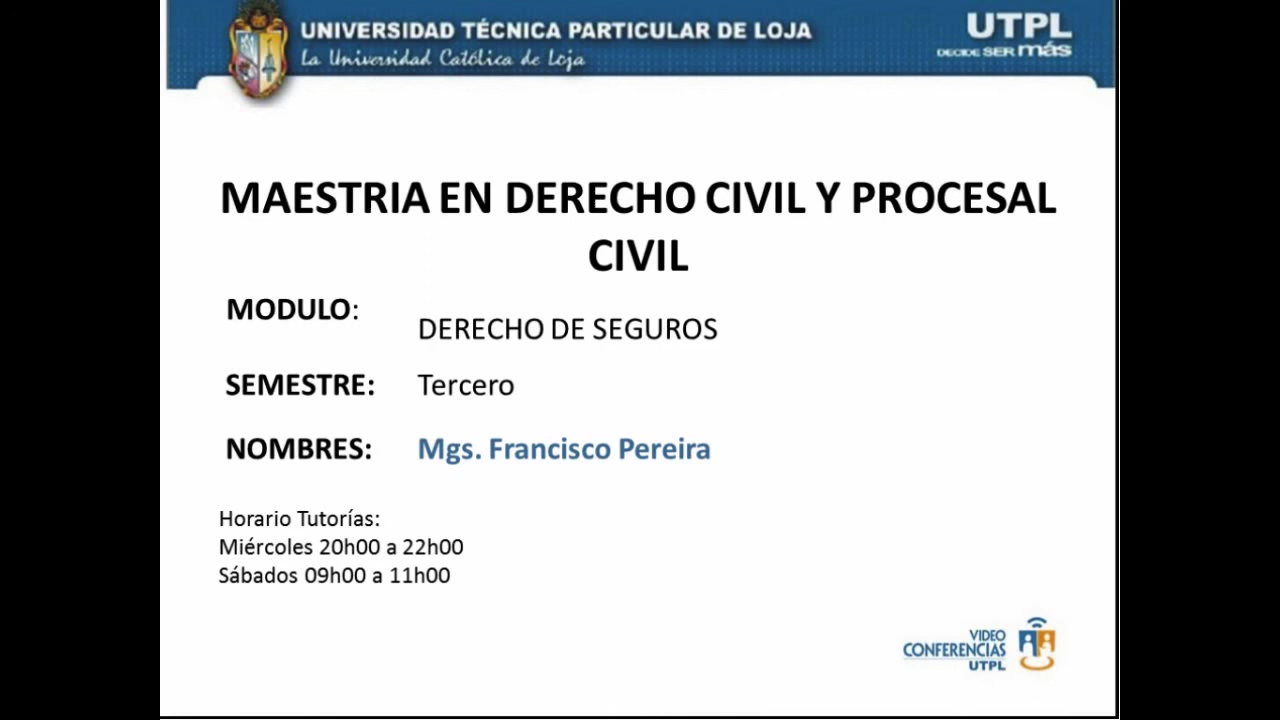 UNIVERSIDAD TÉCNICA PARTICULAR DE LOJA
La Universidad Católica de Loja
UTPL
DECIDE SER más
MAESTRIA EN DERECHO CIVIL Y PROCESAL
CIVIL
MODULO:
DERECHO DE SEGUROS
SEMESTRE: Tercero
NOMBRES: Mgs. Francisco Pereira
Horario Tutorías:
Miércoles 20h00 a 22h00
Sábados 09h00 a 11h00
VIDEO
CONFERENCIAS
UTPL